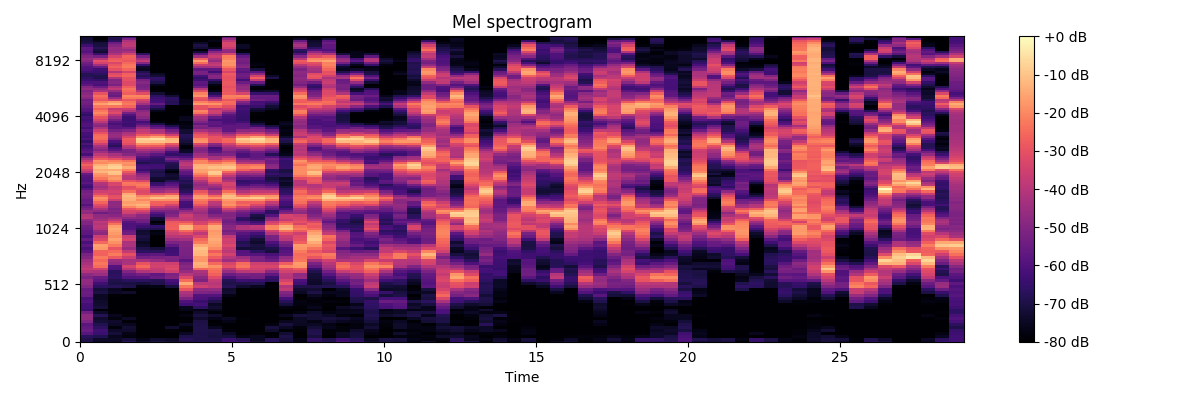 Mel spectrogram
Hz
8192
4096
2048
1024
512
0
0 5 10 15 20 25
Time
+0 dB
-10 dB
-20 dB
-30 dB
-40 dB
-50 dB
-60 dB
-70 dB
-80 dB